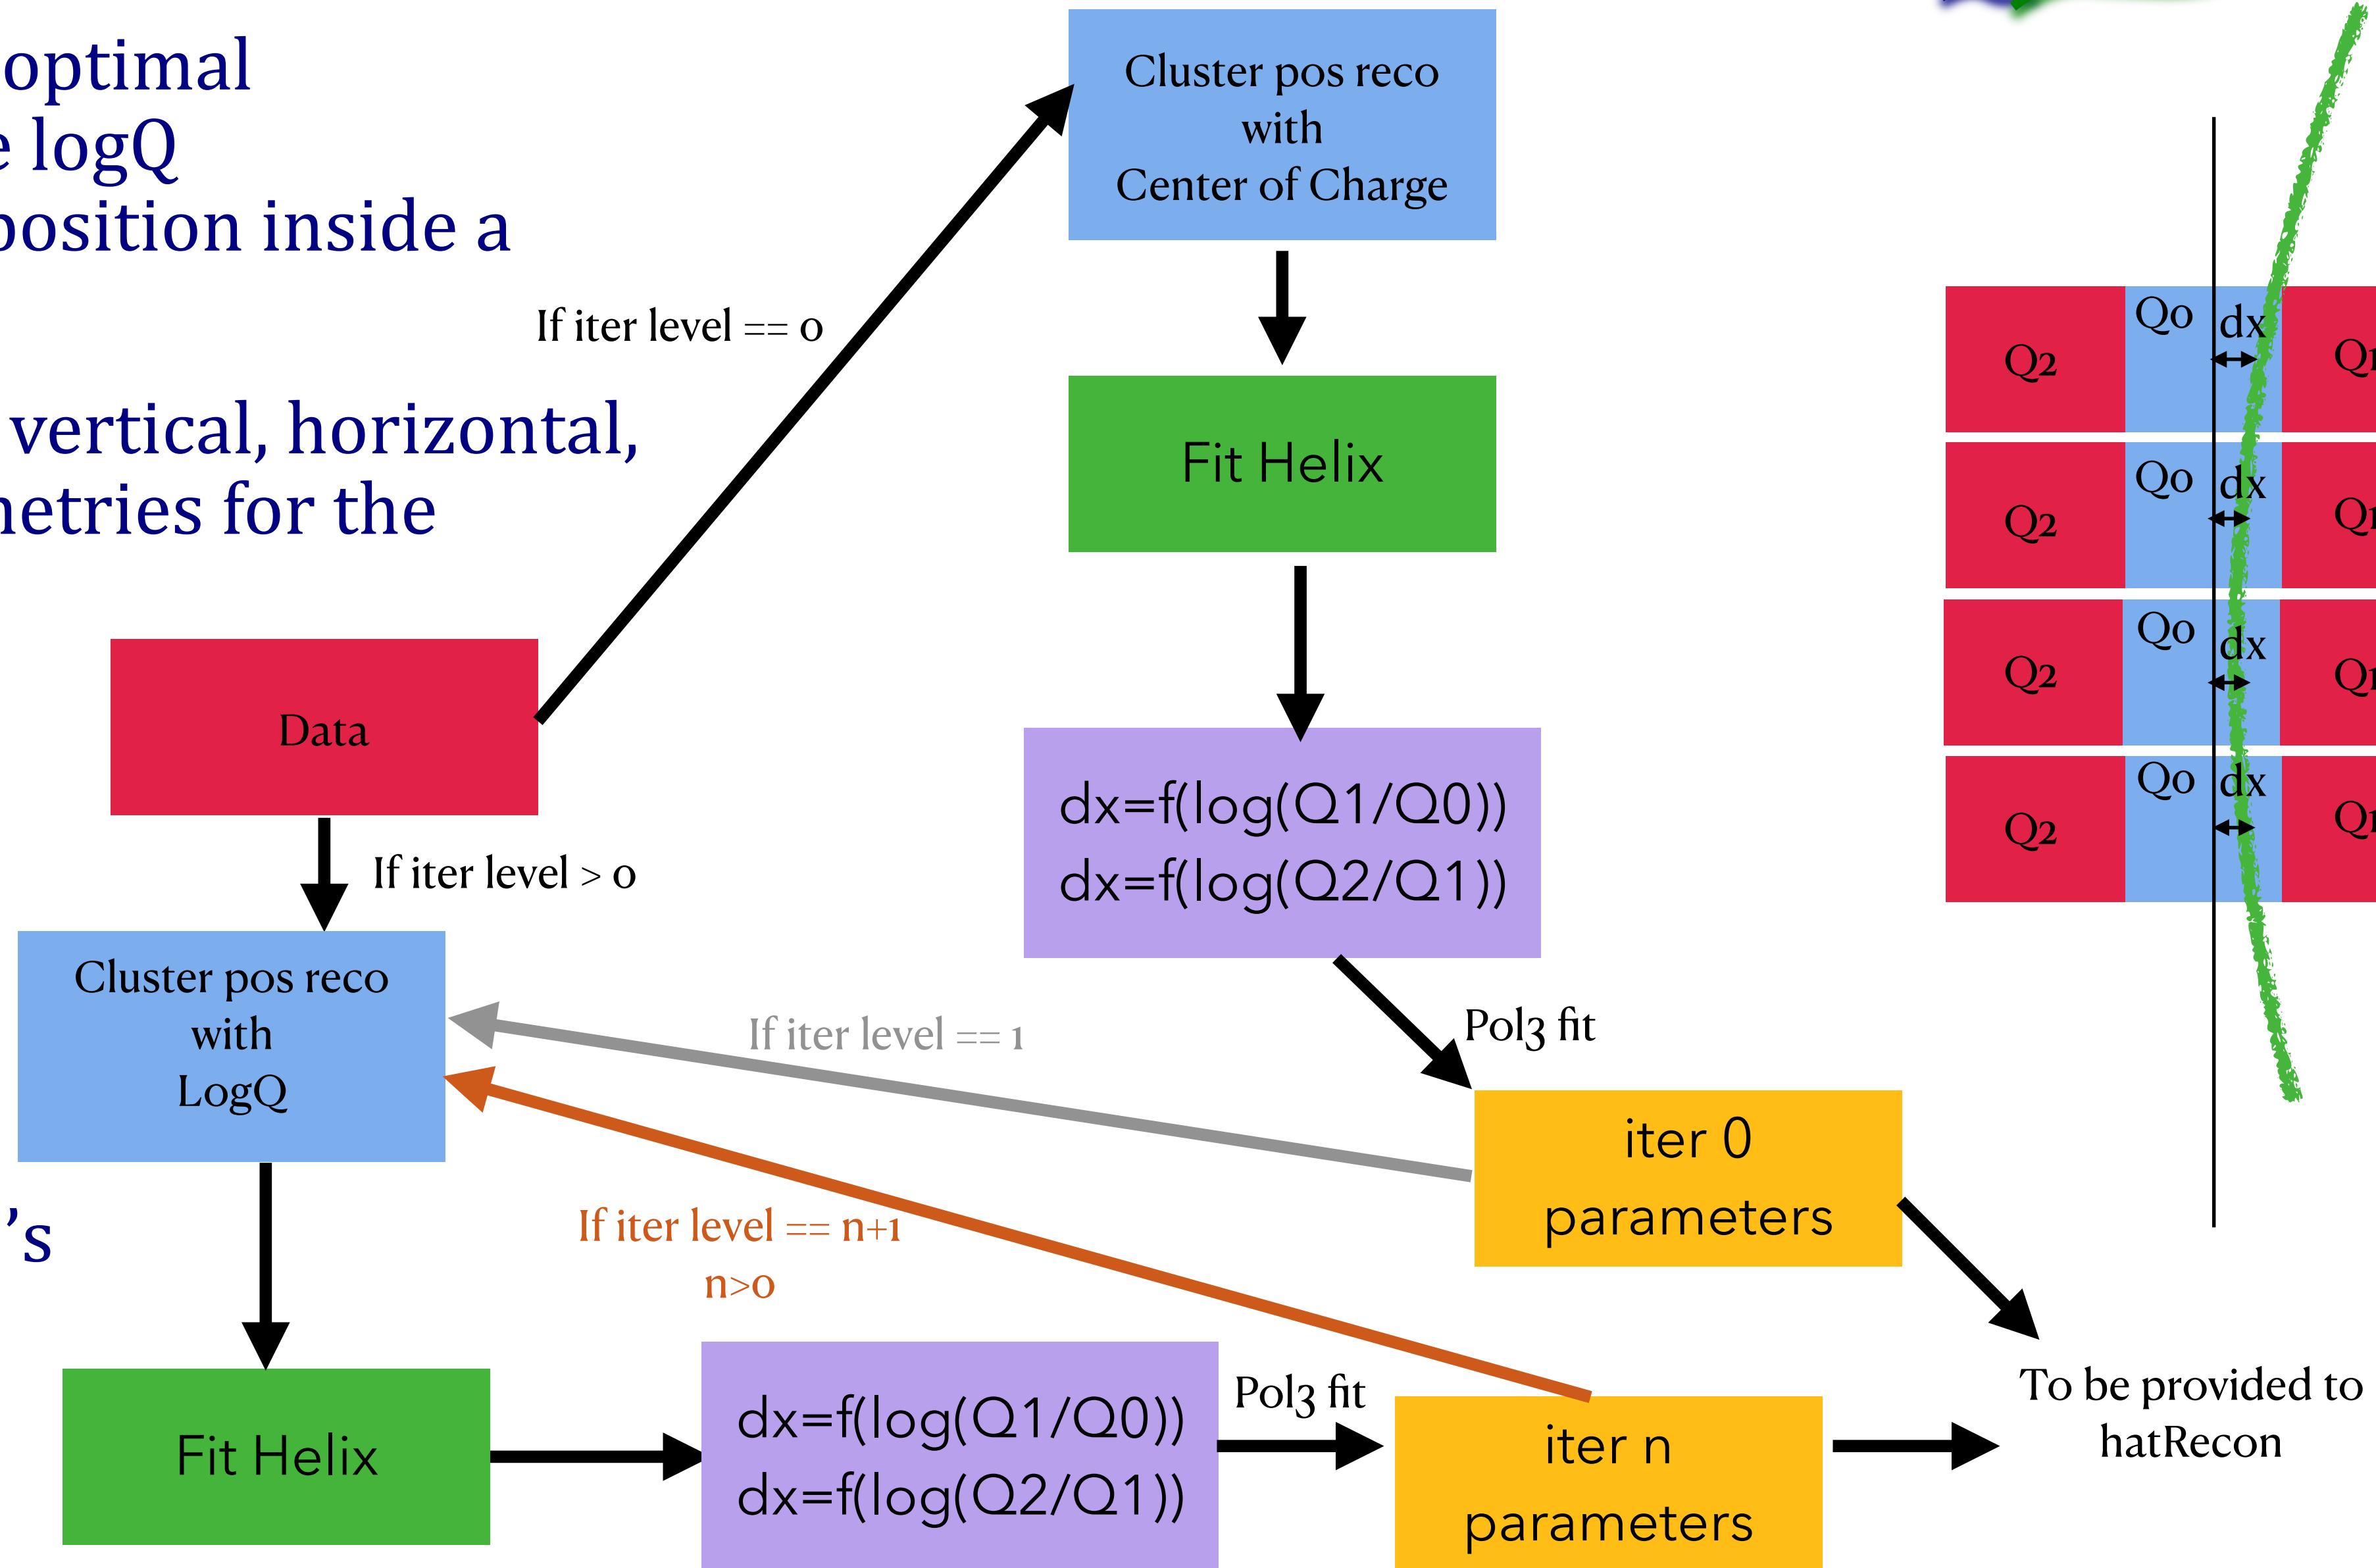 optimal
logQ
position inside a
vertical, horizontal,
for the
’s
If iter level == 0
Cluster pos reco
with
Center of Charge
Fit Helix
dx=f(log(Q1/Q0))
dx=f(log(Q2/Q1))
Pol3 fit
iter 0
parameters
Data
If iter level > 0
Cluster pos reco
with
LogQ
If iter level == 1
If iter level == n+1
n>0
Fit Helix
dx=f(log(Q1/Q0))
dx=f(log(Q2/Q1))
Pol3 fit
iter n
parameters
To be provided to
hatRecon
Q2 Q0 dx Q1
Q2 Q0 dx Q1
Q2 Q0 dx Q1
Q2 Q0 dx Q1